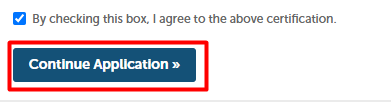 By checking this box, I agree to the above certification.
Continue Application »